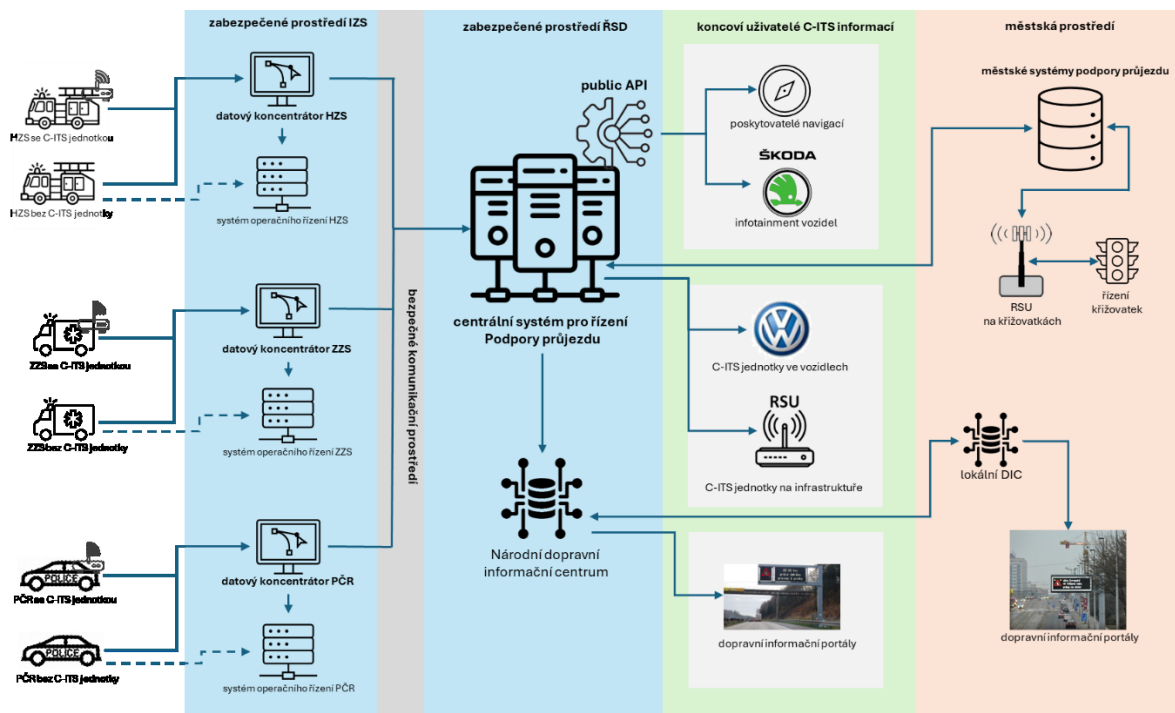 zabezpečené prostředí IZS
zabezpečené prostředí ŘSD
koncoví uživatelé C-ITS informací
městská prostředí
HZS se C-ITS jednotkou
HZS bez C-ITS jednotky
datový koncentrátor HZS
systém operačního řízení HZS
ZZS se C-ITS jednotkou
ZZS bez C-ITS jednotky
datový koncentrátor ZZS
systém operačního řízení ZZS
POLICE
PČR se C-ITS jednotkou
POLICE
PČR bez C-ITS jednotky
datový koncentrátor PČR
systém operačního řízení PČR
bezpečné komunikační prostředí
public API
centrální systém pro řízení
Podpory průjezdu
Národní dopravní
informační centrum
poskytovatelé navigací
ŠKODA
infotainment vozidel
C-ITS jednotky ve vozidlech
RSU
C-ITS jednotky na infrastruktuře
dopravní informační portály
městské systémy podpory průjezdu
RSU
na křižovatkách
řízení
křižovatek
lokální DIC
dopravní informační portály